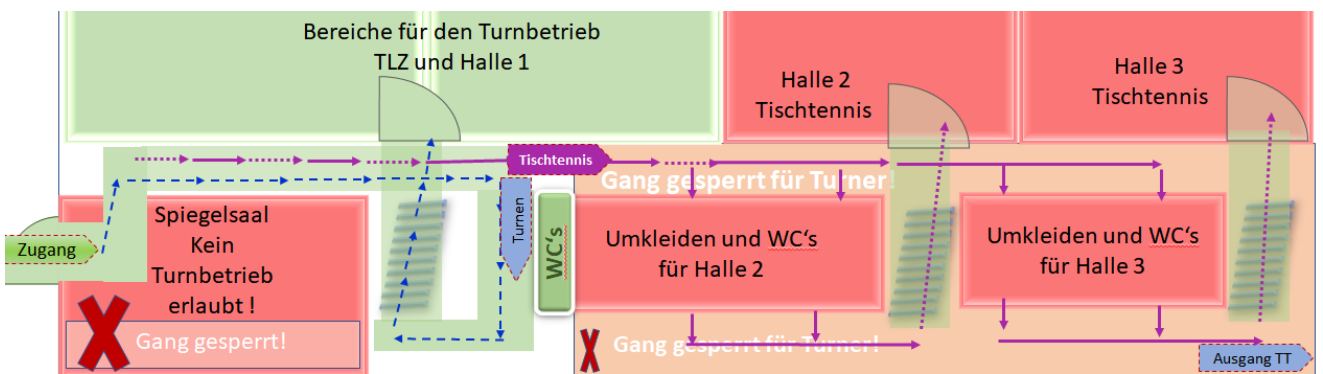 Bereiche für den Turnbetrieb
TLZ und Halle 1
Halle 2
Tischtennis
Halle 3
Tischtennis
Tischtennis
Gang gesperrt für Turner!
Zugang
Spiegelsaal
Kein
Turnbetrieb
erlaubt !
Gang gesperrt!
Turnen
WC‘s
Umkleiden und WC‘s
für Halle 2
Umkleiden und WC‘s
für Halle 3
Gang gesperrt für Turner!
Ausgang TT